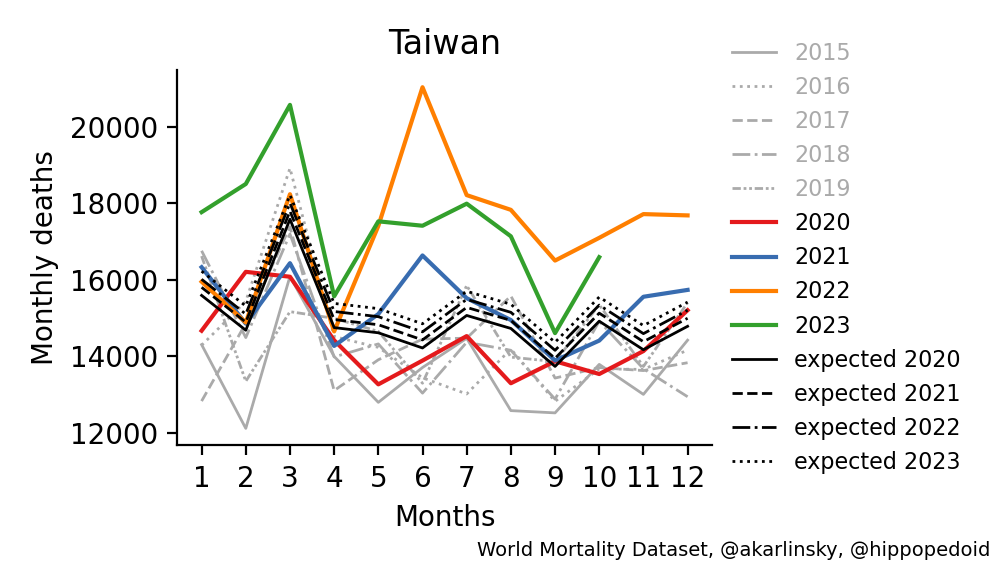 Taiwan
Monthly deaths
20000
18000
16000
14000
12000
1 2 3 4 5 6 7 8 9 10 11 12
Months
2015
2016
2017
2018
2019
2020
2021
2022
2023
expected 2020
expected 2021
expected 2022
expected 2023
World Mortality Dataset, @akarlinsky, @hippopedoid